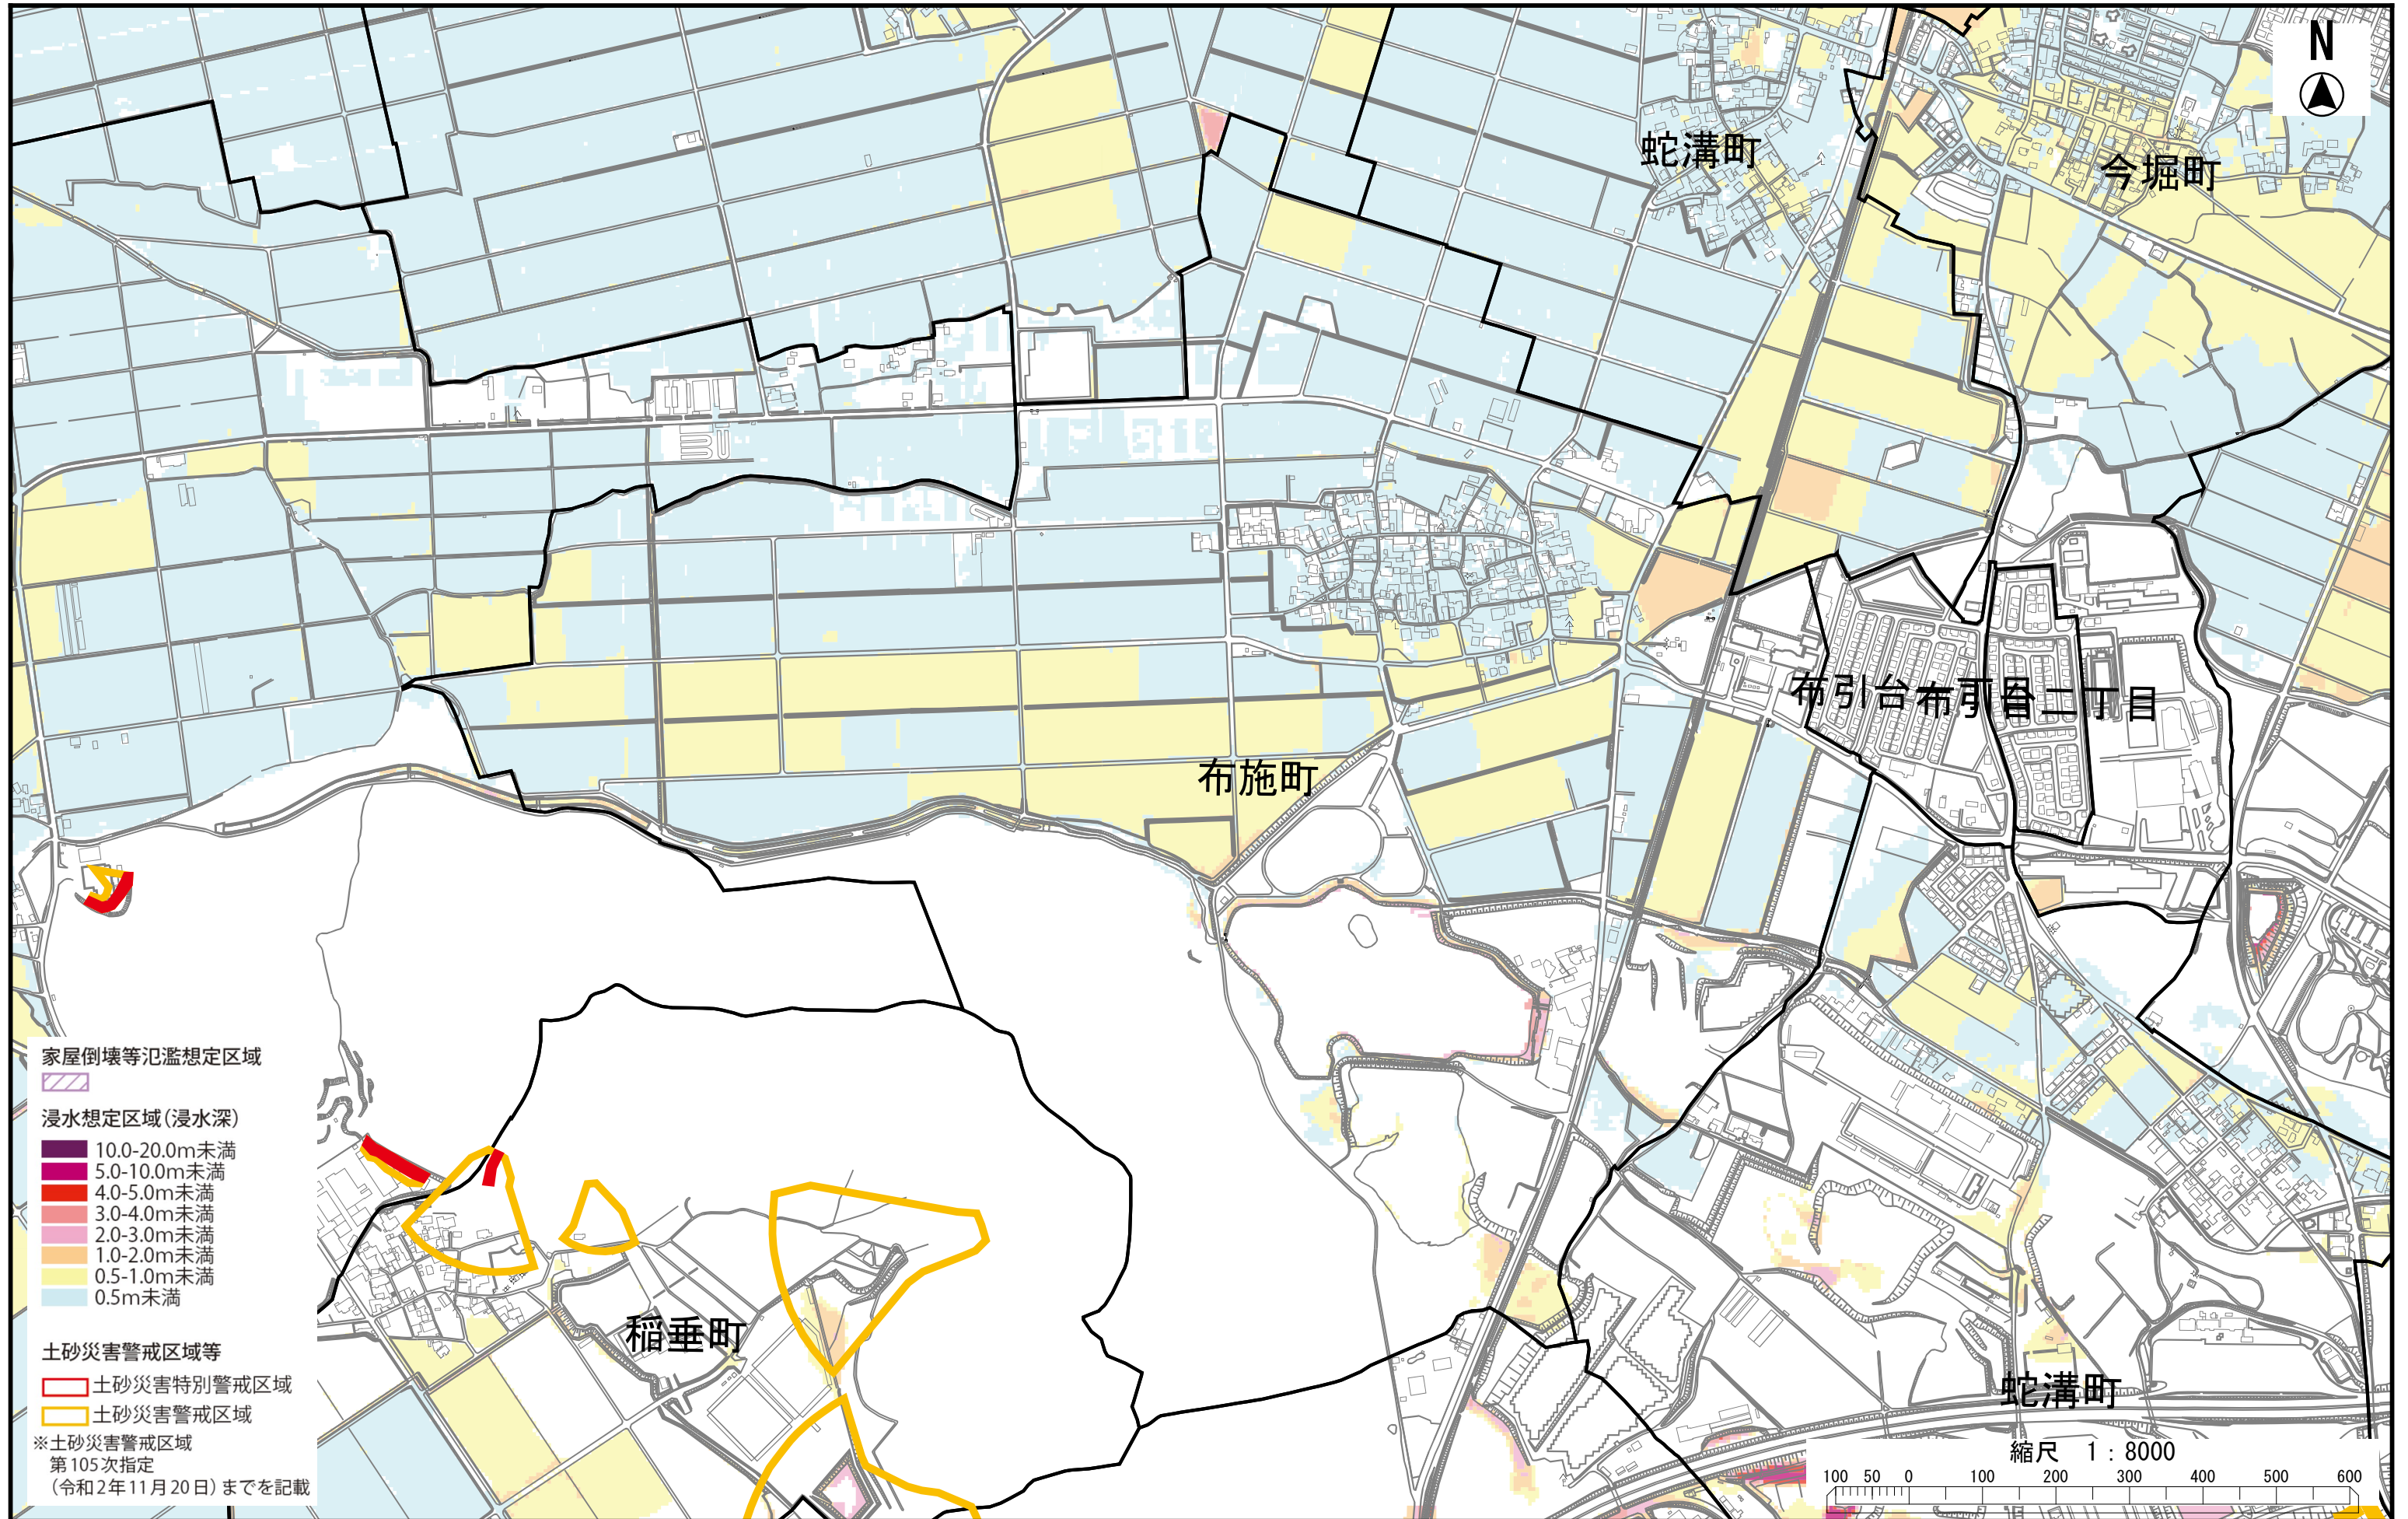 N
蛇溝町
今堀町
布引台一丁目
布引台二丁目
布施町
稲垂町
蛇溝町
家屋倒壊等氾濫想定区域
浸水想定区域(浸水深)
10.0-20.0m未満
5.0-10.0m未満
4.0-5.0m未満
3.0-4.0m未満
2.0-3.0m未満
1.0-2.0m未満
0.5-1.0m未満
0.5m未満
土砂災害警戒区域等
土砂災害特別警戒区域
土砂災害警戒区域
※土砂災害警戒区域
第105次指定
(令和2年11月20日)までを記載
縮尺 1:8000
100 50 0 100 200 300 400 500 600